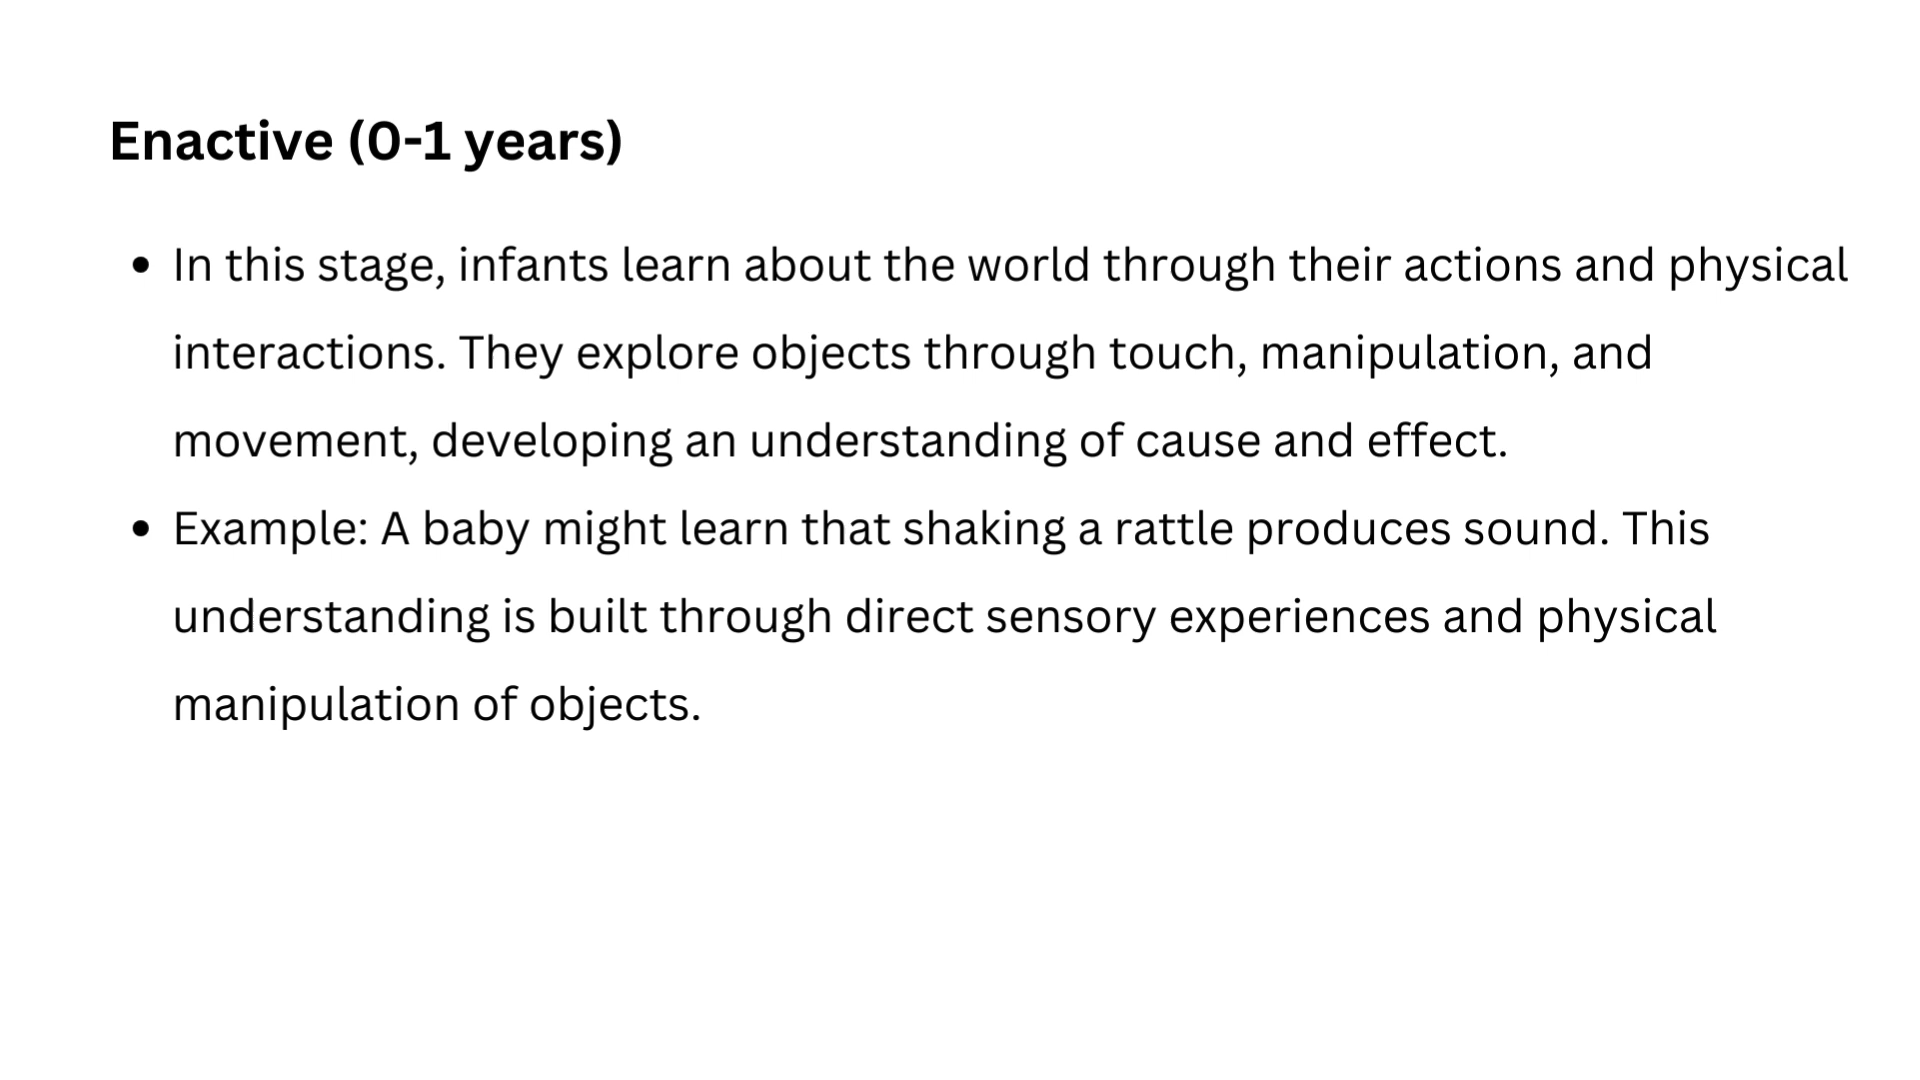 Enactive (0-1 years)
• In this stage, infants learn about the world through their actions and physical
interactions. They explore objects through touch, manipulation, and
movement, developing an understanding of cause and effect.
• Example: A baby might learn that shaking a rattle produces sound. This
understanding is built through direct sensory experiences and physical
manipulation of objects.